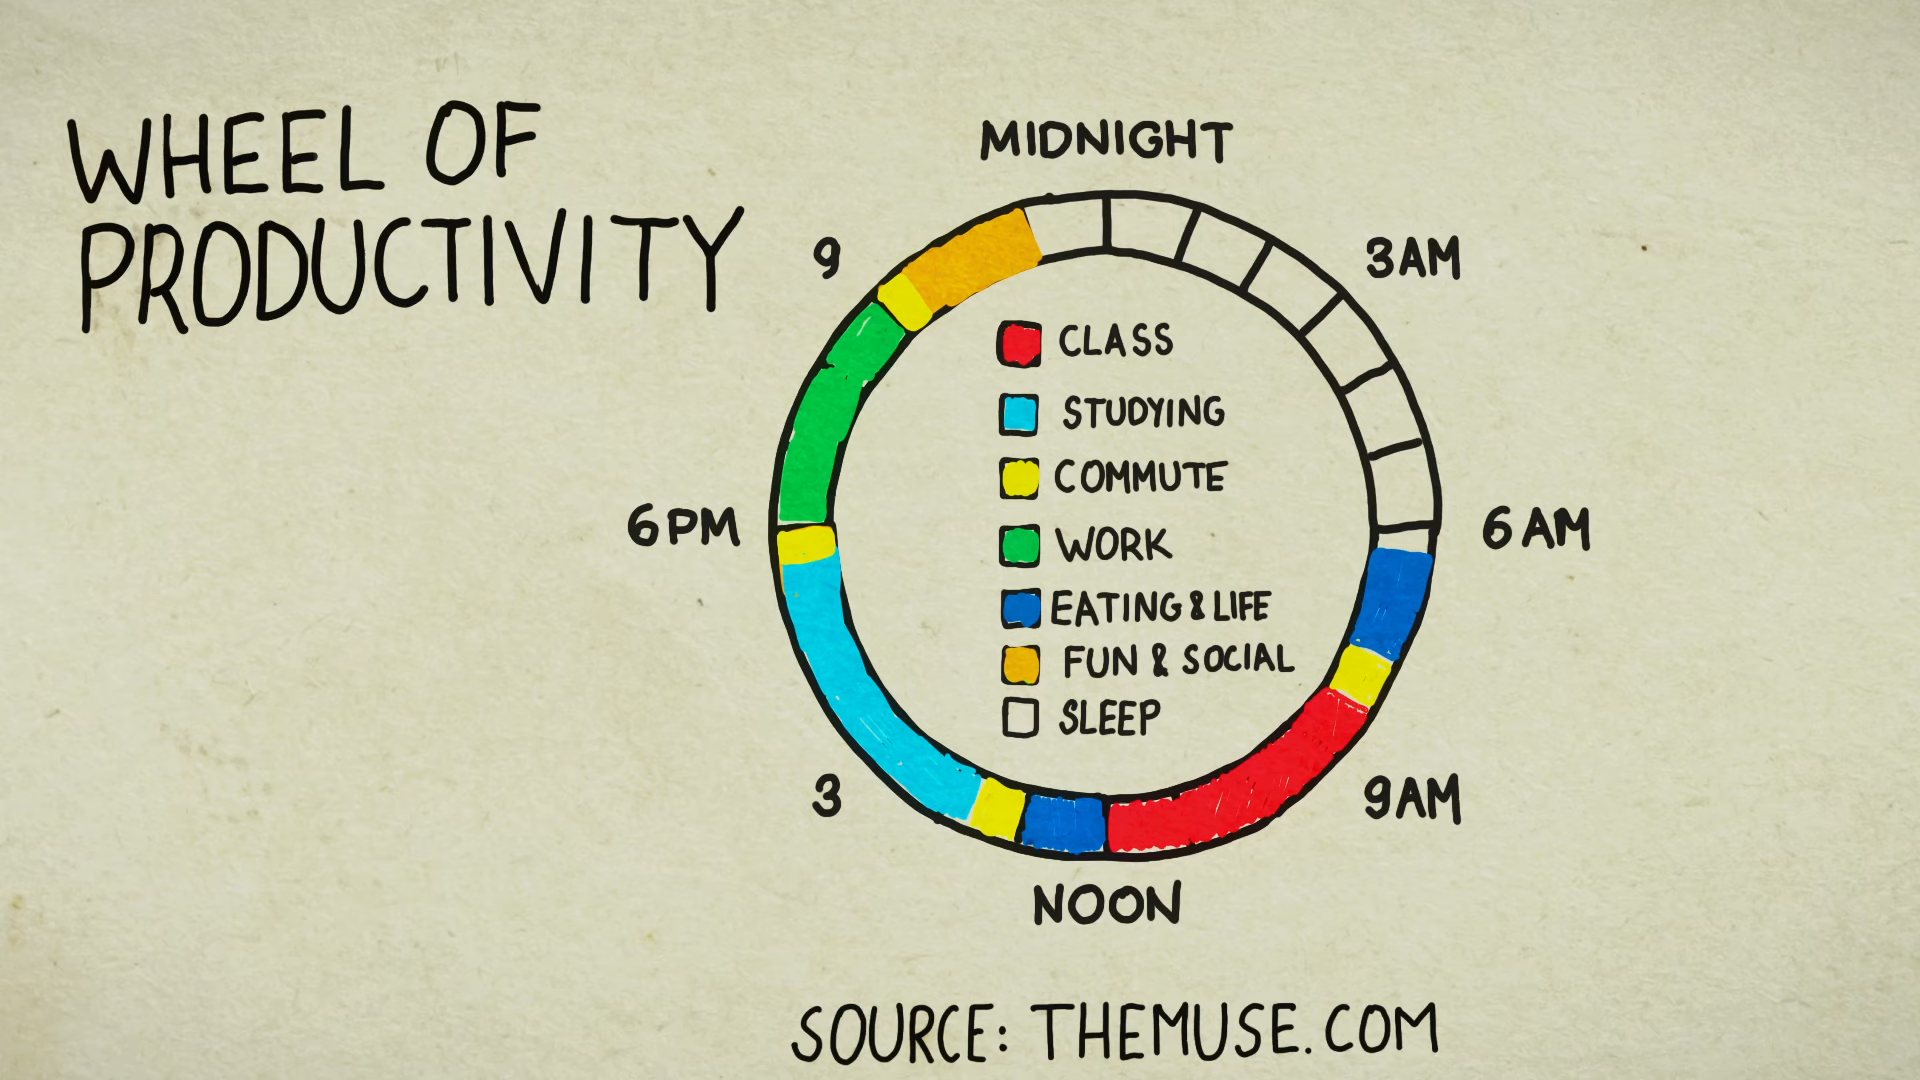 WHEEL OF
PRODUCTIVITY
MIDNIGHT
9
3AM
CLASS
STUDYING
COMMUTE
6PM
WORK
6AM
EATING & LIFE
FUN & SOCIAL
SLEEP
3
9AM
NOON
SOURCE: THEMUSE.COM